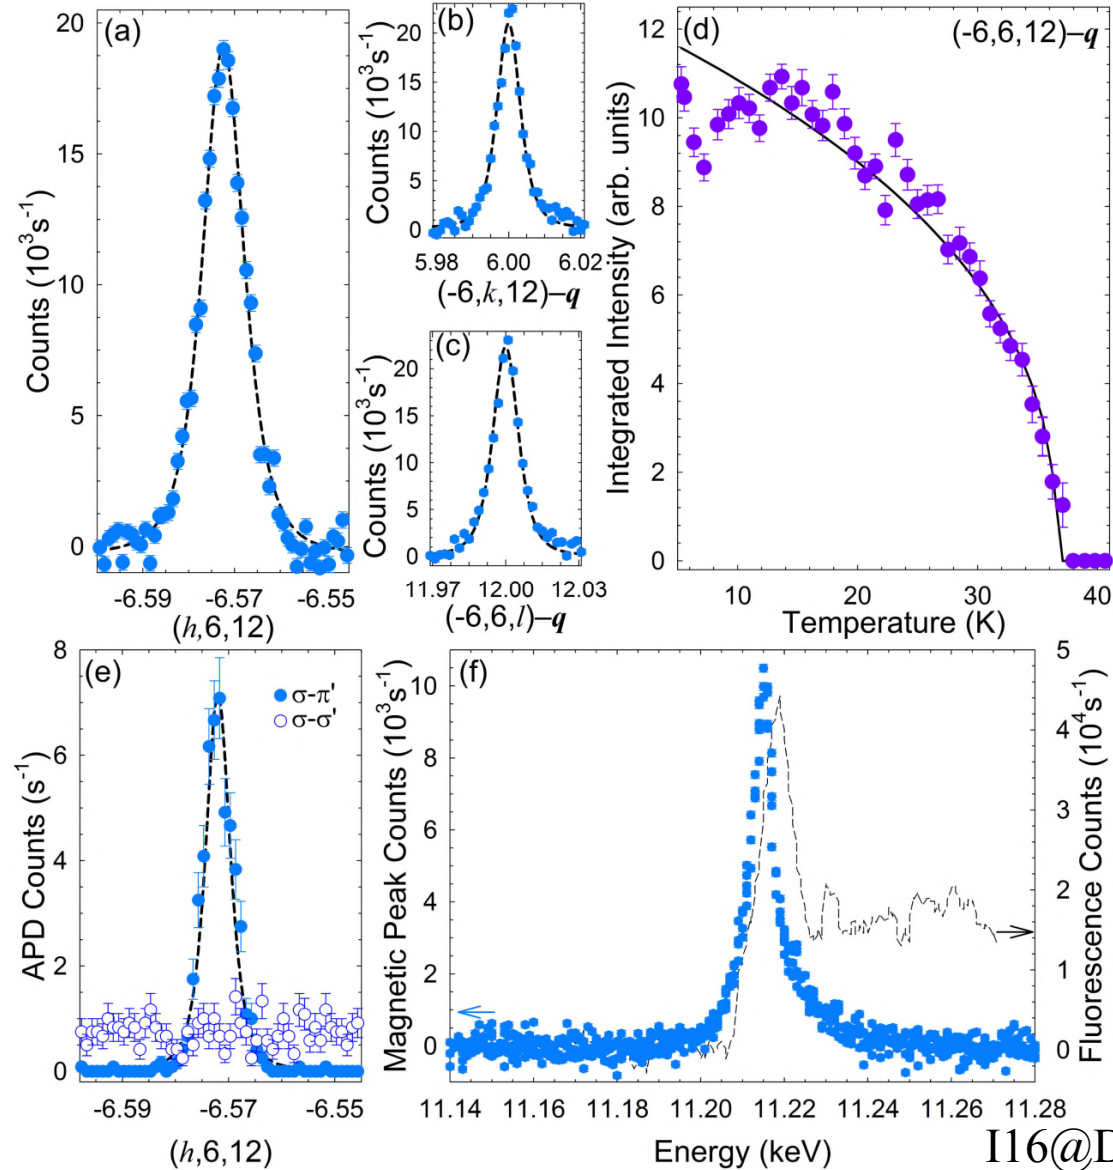 (a)
Counts (10³s⁻¹)
20
15
10
5
0
-6.59 -6.57 -6.55
(h,6,12)
(b)
Counts (10³s⁻¹)
20
10
0
5.98 6.00 6.02
(-6,k,12)–q
(c)
Counts (10³s⁻¹)
20
10
0
11.97 12.00 12.03
(-6,6,l)–q
(d)
(-6,6,12)–q
Integrated Intensity (arb. units)
12
10
8
6
4
2
0
10 20 30 40
Temperature (K)
(e)
σ-π'
σ-σ'
APD Counts (s⁻¹)
8
6
4
2
0
-6.59 -6.57 -6.55
(h,6,12)
(f)
Magnetic Peak Counts (10³s⁻¹)
10
8
6
4
2
0
Fluorescence Counts (10⁴s⁻¹)
5
4
3
2
1
0
11.14 11.16 11.18 11.20 11.22 11.24 11.26 11.28
Energy (keV)
I16@D